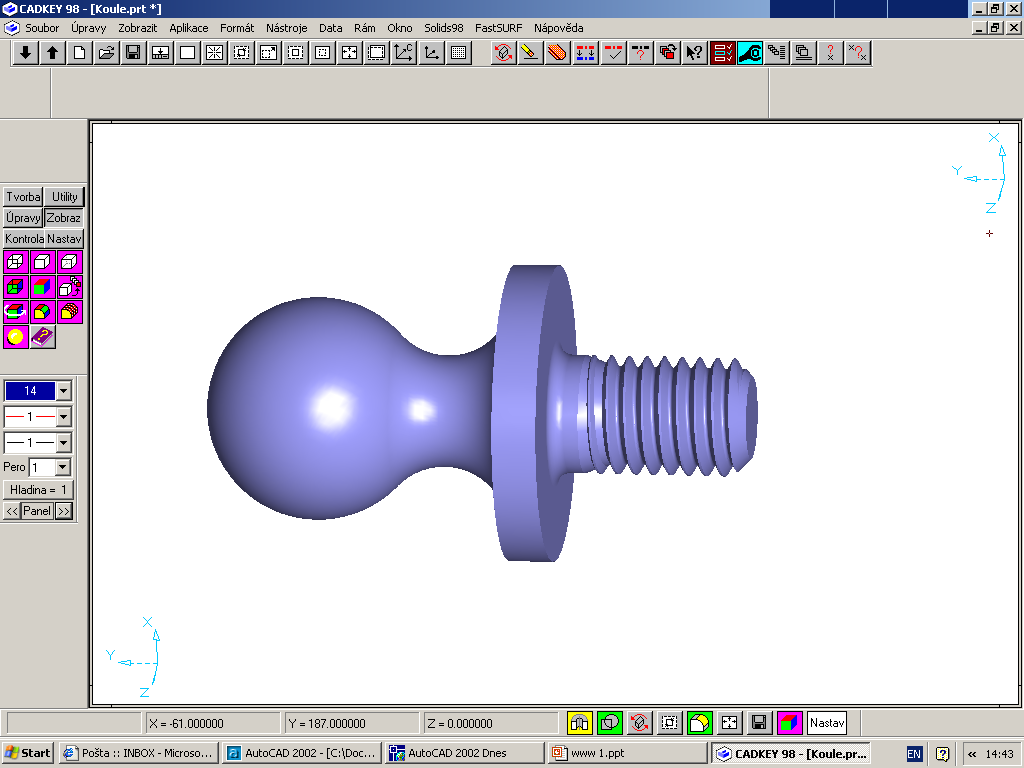 CADKEY 98 - [Koule.prt *]
Soubor Úpravy Zobrazit Aplikace Formát Nástroje Data Rám Okno Solids98 FastSURF Nápověda
X
Y
Z
Tvorba Utility
Úpravy Zobraz
Kontrola Nastav
14
1
1
Pero 1
Hladina = 1
<< Panel >>
X
Y
Z
X = -61.000000 Y = 187.000000 Z = 0.000000 Nastav
Start Pošta :: INBOX - Microso... AutoCAD 2002 - [C:\Doc... AutoCAD 2002 Dnes www 1.ppt CADKEY 98 - [Koule.pr... EN « 14:43